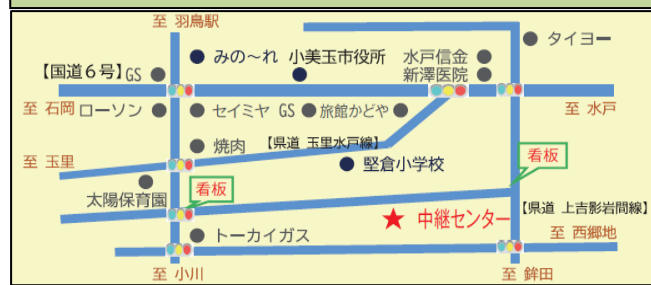 至 羽鳥駅
タイヨー
みの～れ 小美玉市役所 水戸信金
【国道６号】GS 新澤医院
至 石岡 ローソン セイミヤ GS 旅館かどや 至 水戸
焼肉 【県道 玉里水戸線】
至 玉里 堅倉小学校 看板
太陽保育園 看板
中継センター 【県道 上吉影岩間線】
トーカイガス 至 西郷地
至 小川 至 鉾田